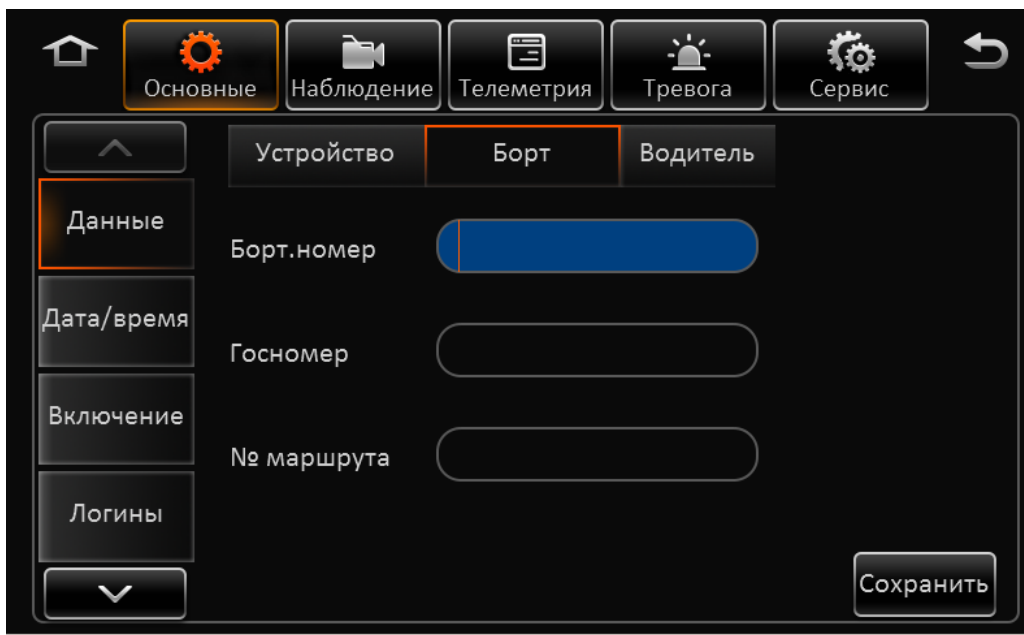 Основные
Наблюдение
Телеметрия
Тревога
Сервис
Устройство
Борт
Водитель
Данные
Борт.номер
Дата/время
Госномер
Включение
№ маршрута
Логины
Сохранить